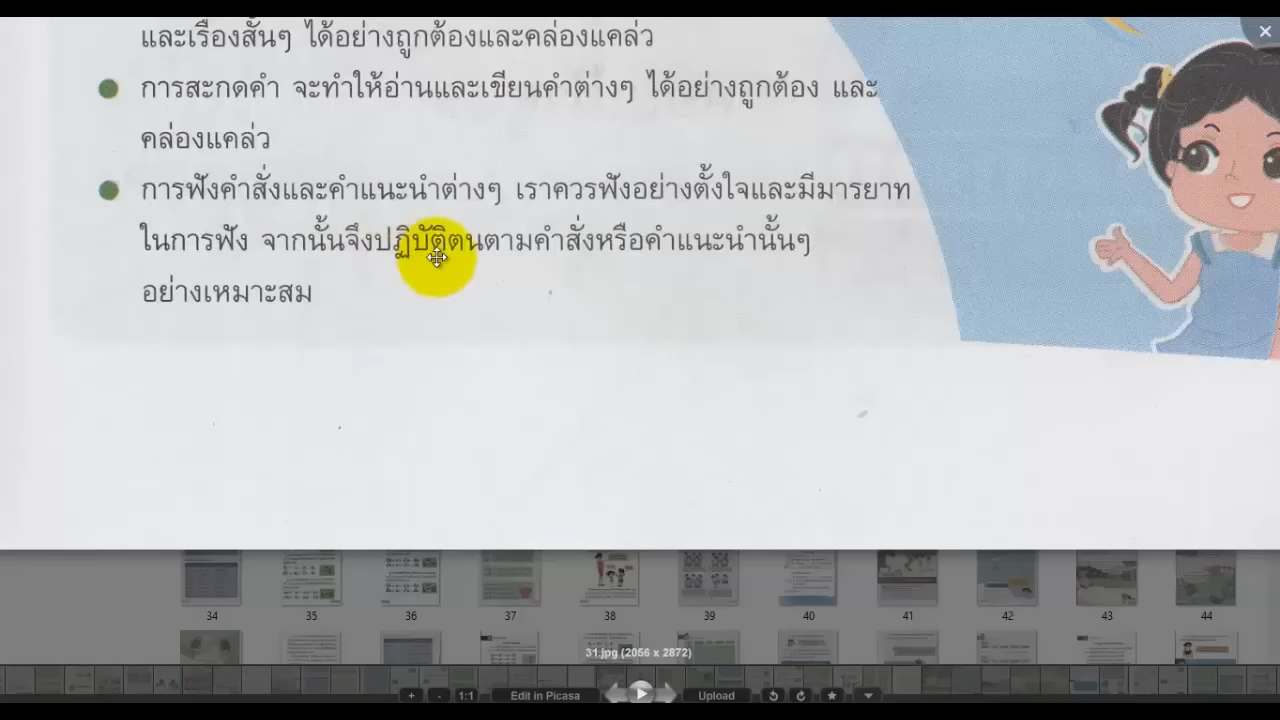 และเรื่องสั้นๆ ได้อย่างถูกต้องและคล่องแคล่ว
การสะกดคำ จะทำให้อ่านและเขียนคำต่างๆ ได้อย่างถูกต้อง และ
คล่องแคล่ว
การฟังคำสั่งและคำแนะนำต่างๆ เราควรฟังอย่างตั้งใจและมีมารยาท
ในการฟัง จากนั้นจึงปฏิบัติตนตามคำสั่งหรือคำแนะนำนั้นๆ
อย่างเหมาะสม
34 35 36 37 38 39 40 41 42 43 44
31.jpg (2056 x 2872)
+ - 1:1 Edit in Picasa Upload